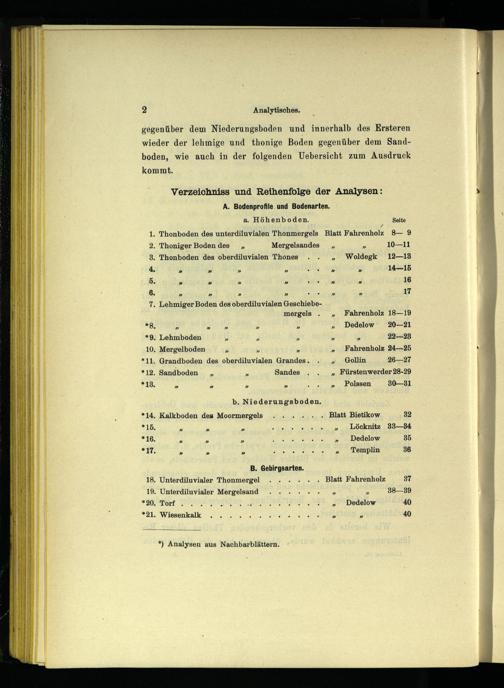 2 Analytisches.
gegenüber dem Niederungsboden und innerhalb des Ersteren
wieder der lehmige und thonige Boden gegenüber dem Sand-
boden, wie auch in der folgenden Uebersicht zum Ausdruck
kommt.
Verzeichniss und Reihenfolge der Analysen:
A. Bodenprofile und Bodenarten.
a. Höhenboden. Seite
1. Thonboden des unterdiluvialen Thonmergels Blatt Fahrenholz 8— 9
2. Thoniger Boden des „ Mergelsandes „ „ 10—11
3. Thonboden des oberdiluvialen Thones . . „ Woldegk 12—13
4. „ „ „ „ . . „ „ 14—15
5. „ „ „ „ . . „ „ 16
6. „ „ „ „ . . „ „ 17
7. Lehmiger Boden des oberdiluvialen Geschiebe-
mergels . „ Fahrenholz 18—19
*8. „ „ „ „ „ „ Dedelow 20—21
*9. Lehmboden „ „ „ „ „ 22—23
10. Mergelboden „ „ „ „ Fahrenholz 24—25
*11. Grandboden des oberdiluvialen Grandes . . „ Gollin 26—27
*12. Sandboden „ „ Sandes . . „ Fürstenwerder 28-29
*13. „ „ „ „ . . „ Polssen 30—31
b. Niederungsboden.
*14. Kalkboden des Moormergels . . . . . . Blatt Bietikow 32
*15. „ „ „ . . . . . . „ Löcknitz 33—34
*16. „ „ „ . . . . . . „ Dedelow 35
*17. „ „ „ . . . . . . „ Templin 36
B. Gebirgsarten.
18. Unterdiluvialer Thonmergel . . . . . . Blatt Fahrenholz 37
19. Unterdiluvialer Mergelsand . . . . . . „ „ 38—39
*20. Torf . . . . . . . . . . . . . . . „ Dedelow 40
*21. Wiesenkalk . . . . . . . . . . . . „ „ 40
*) Analysen aus Nachbarblättern.